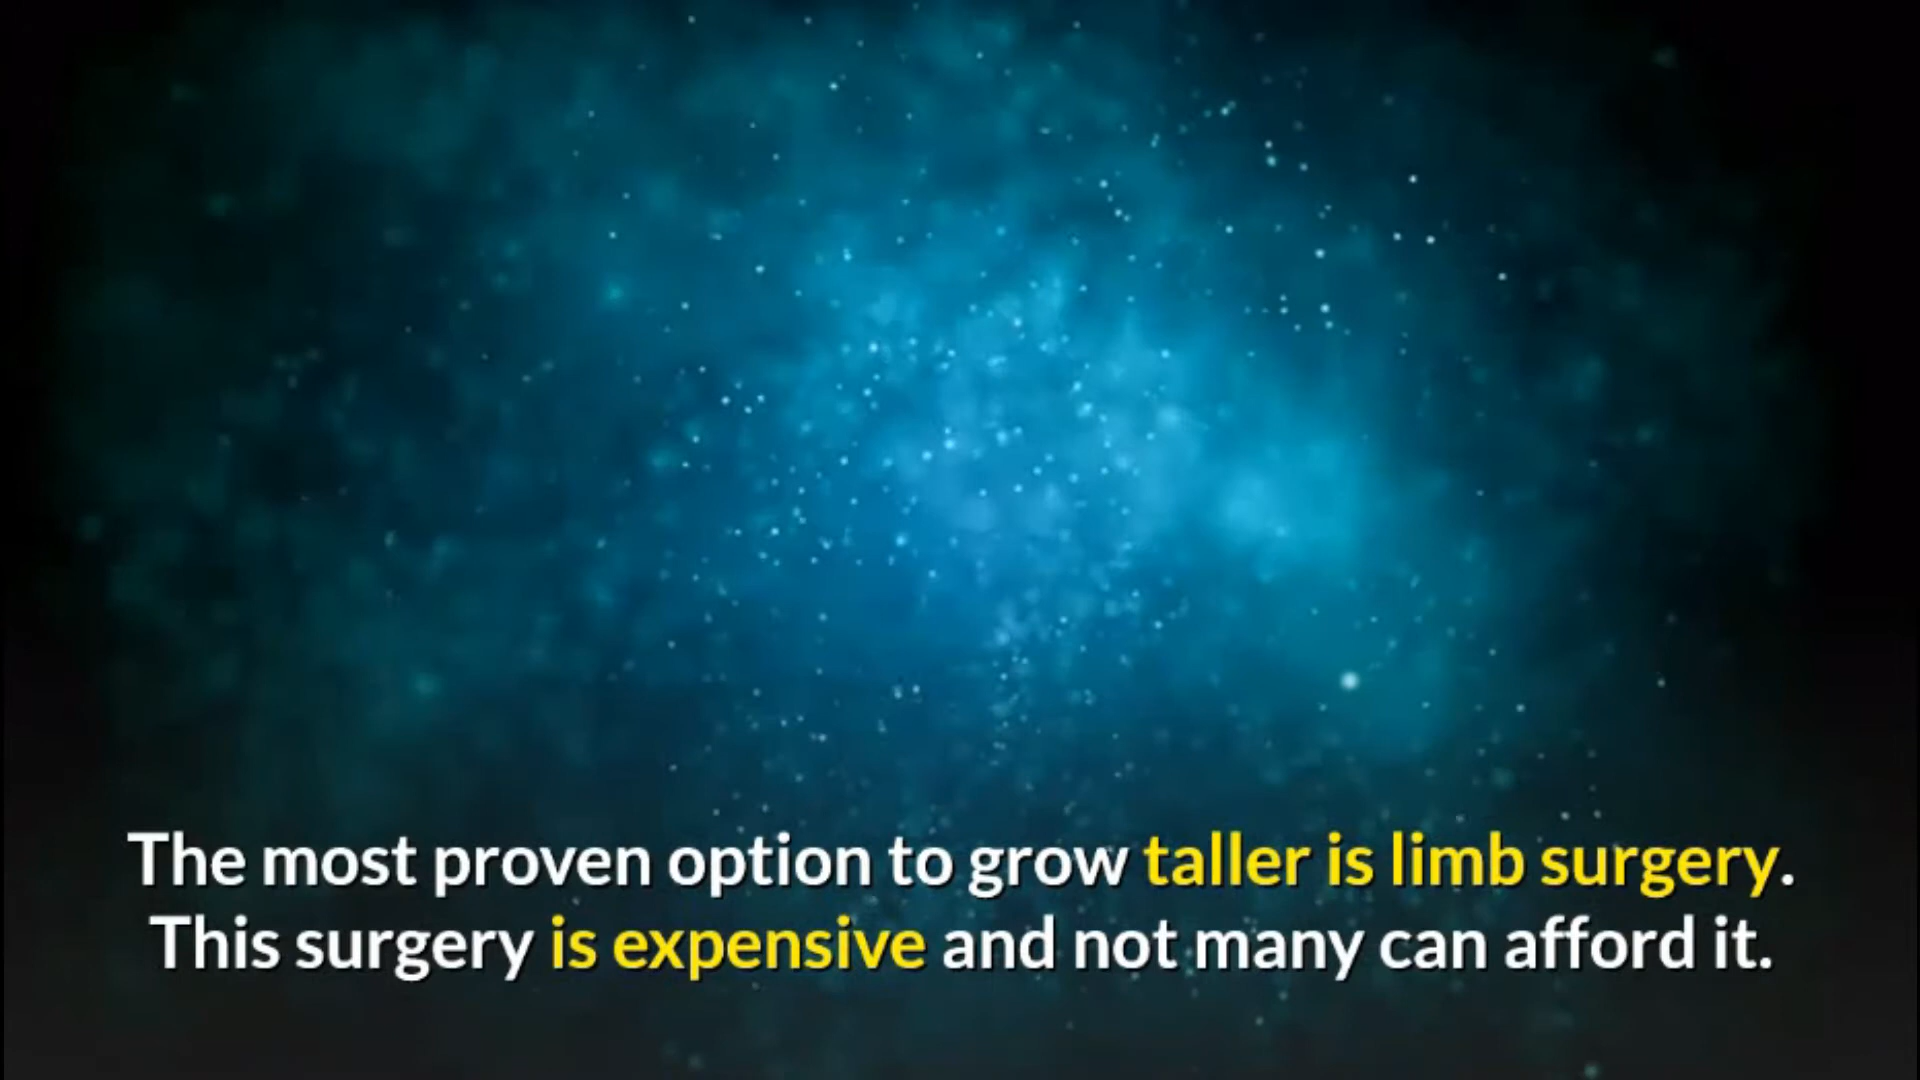 The most proven option to grow taller is limb surgery.
This surgery is expensive and not many can afford it.